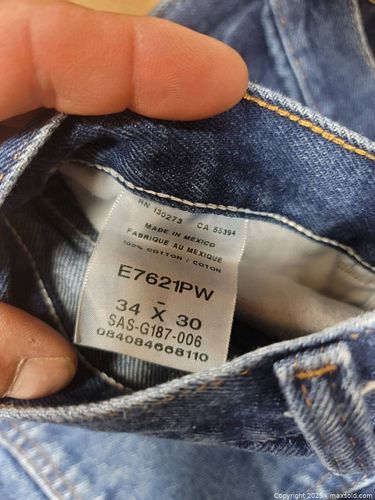 RN 130273 CA 55394
MADE IN MEXICO
FABRIQUE AU MEXIQUE
100% COTTON / COTON
E7621PW
-
34 X 30
SAS-G187-006
084084668110
Copyright 2025 - maxsold.com